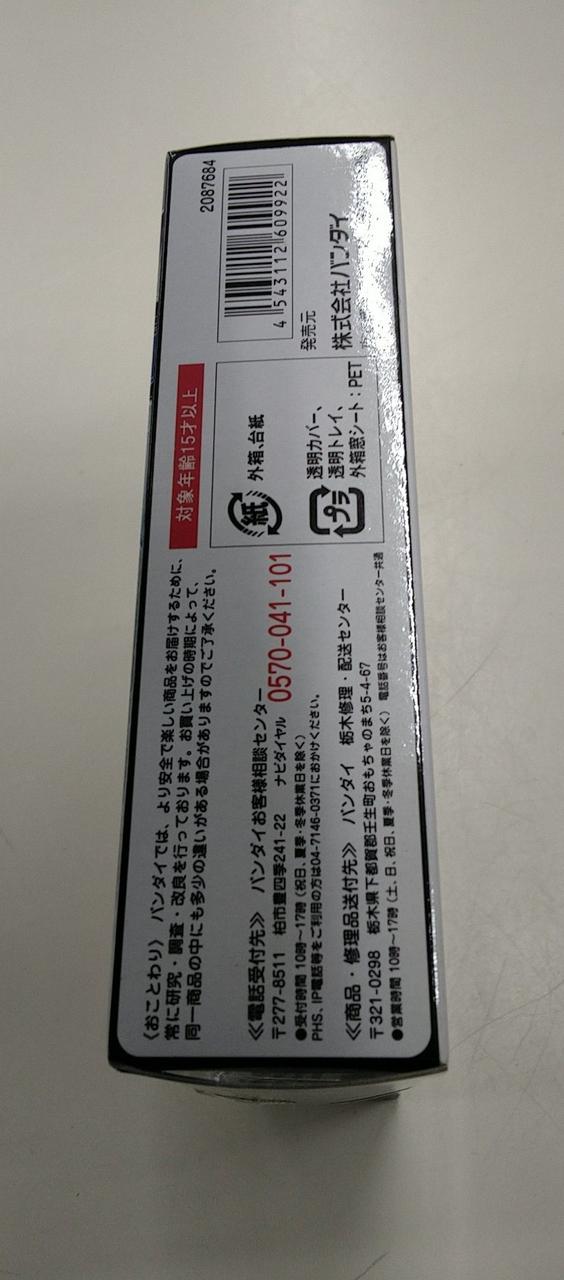 〈おことわり〉 バンダイでは、より安全で楽しい商品をお届けするために、
常に研究・調査・改良を行っております。お買い上げの時期によって、
同一商品の中にも多少の違いがある場合がありますのでご了承ください。
≪電話受付先≫ バンダイお客様相談センター
〒277-8511 柏市豊四季241-22 ナビダイヤル 0570-041-101
●受付時間 10時～17時 (祝日、夏季・冬季休業日を除く)
PHS、IP電話等をご利用の方は04-7146-0371におかけください。
≪商品・修理品送付先≫ バンダイ 栃木修理・配送センター
〒321-0298 栃木県下都賀郡壬生町おもちゃのまち5-4-67
●営業時間 10時～17時 (土、日、祝日、夏季・冬季休業日を除く) 電話番号はお客様相談センター共通
対象年齢15才以上
紙
外箱、台紙
プラ
透明カバー、
透明トレイ、
外箱窓シート：PET
2087684
4 543112 609922
発売元
株式会社バンダイ